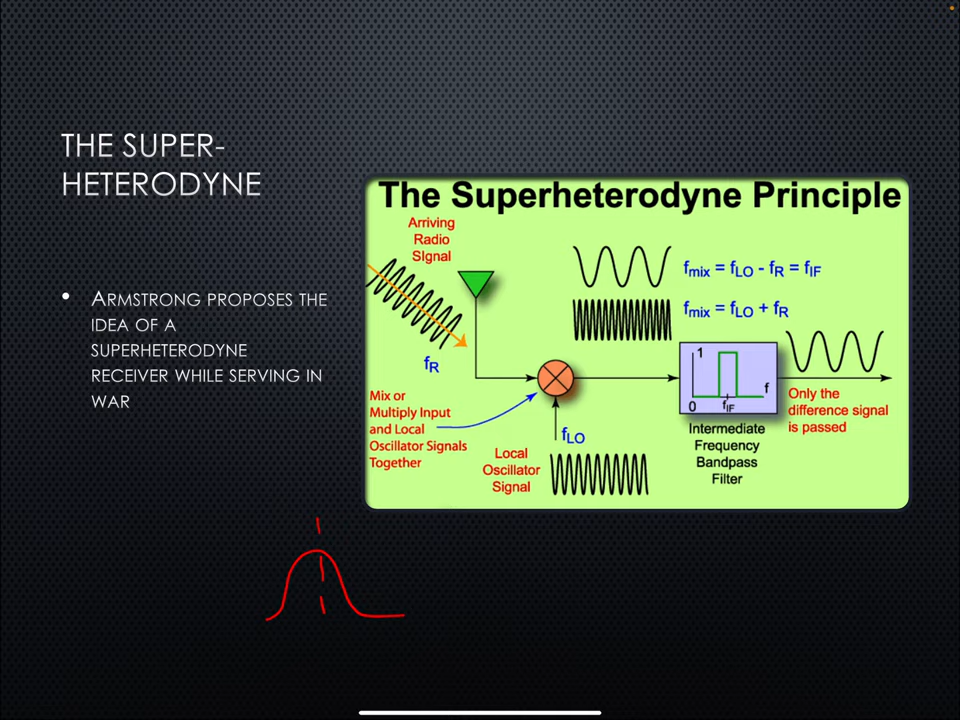 THE SUPER-
HETERODYNE
• ARMSTRONG PROPOSES THE
IDEA OF A
SUPERHETERODYNE
RECEIVER WHILE SERVING IN
WAR
The Superheterodyne Principle
Arriving
Radio
SIgnal
fR
fmix = fLO - fR = fIF
fmix = fLO + fR
Mix or
Multiply Input
and Local
Oscillator Signals
Together
fLO
Local
Oscillator
Signal
1
0
fIF
f
Intermediate
Frequency
Bandpass
Filter
Only the
difference signal
is passed